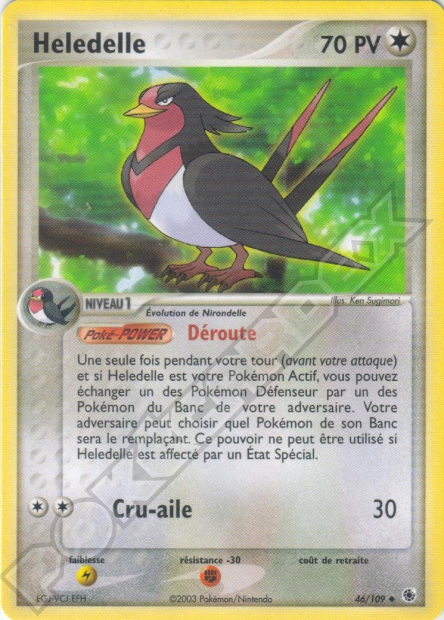 Heledelle 70 PV
NIVEAU 1
Évolution de Nirondelle
Illus. Ken Sugimori
Poké-POWER Déroute
Une seule fois pendant votre tour (avant votre attaque)
et si Heledelle est votre Pokémon Actif, vous pouvez
échanger un des Pokémon Défenseur par un des
Pokémon du Banc de votre adversaire. Votre
adversaire peut choisir quel Pokémon de son Banc
sera le remplaçant. Ce pouvoir ne peut être utilisé si
Heledelle est affecté par un État Spécial.
Cru-aile 30
faiblesse résistance -30 coût de retraite
©2003 Pokémon/Nintendo 46/109